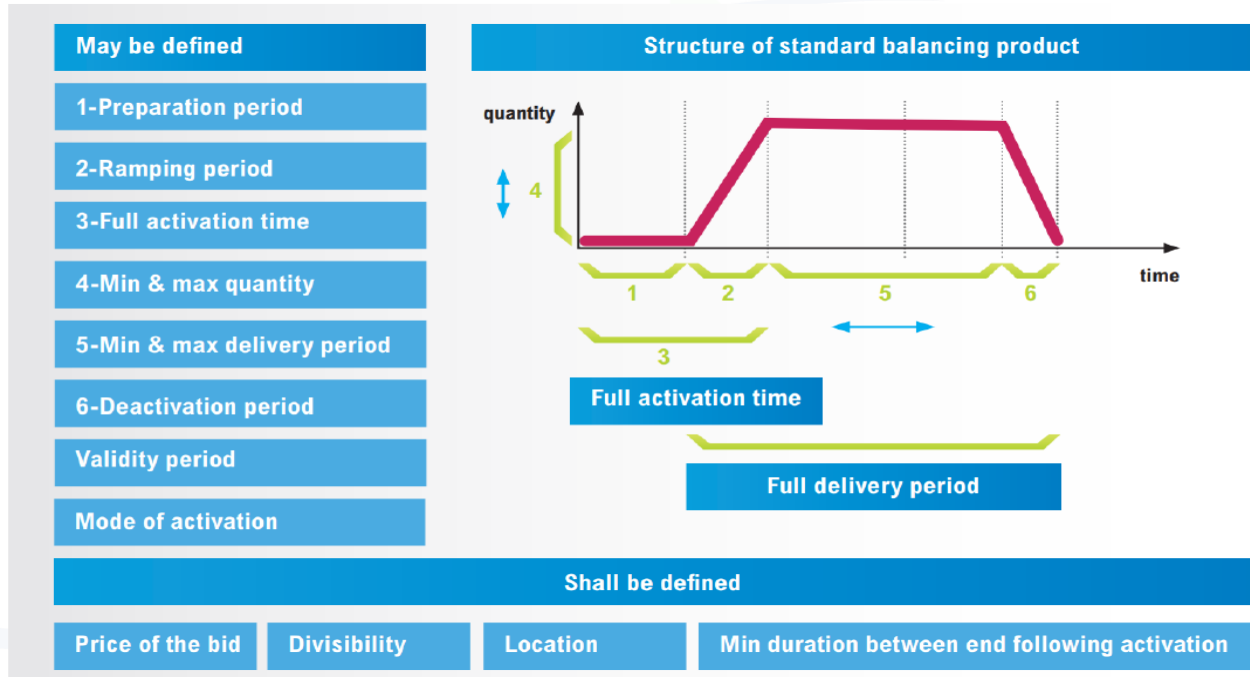 May be defined
1-Preparation period
2-Ramping period
3-Full activation time
4-Min & max quantity
5-Min & max delivery period
6-Deactivation period
Validity period
Mode of activation
Structure of standard balancing product
quantity
4
time
1
2
5
6
3
Full activation time
Full delivery period
Shall be defined
Price of the bid
Divisibility
Location
Min duration between end following activation